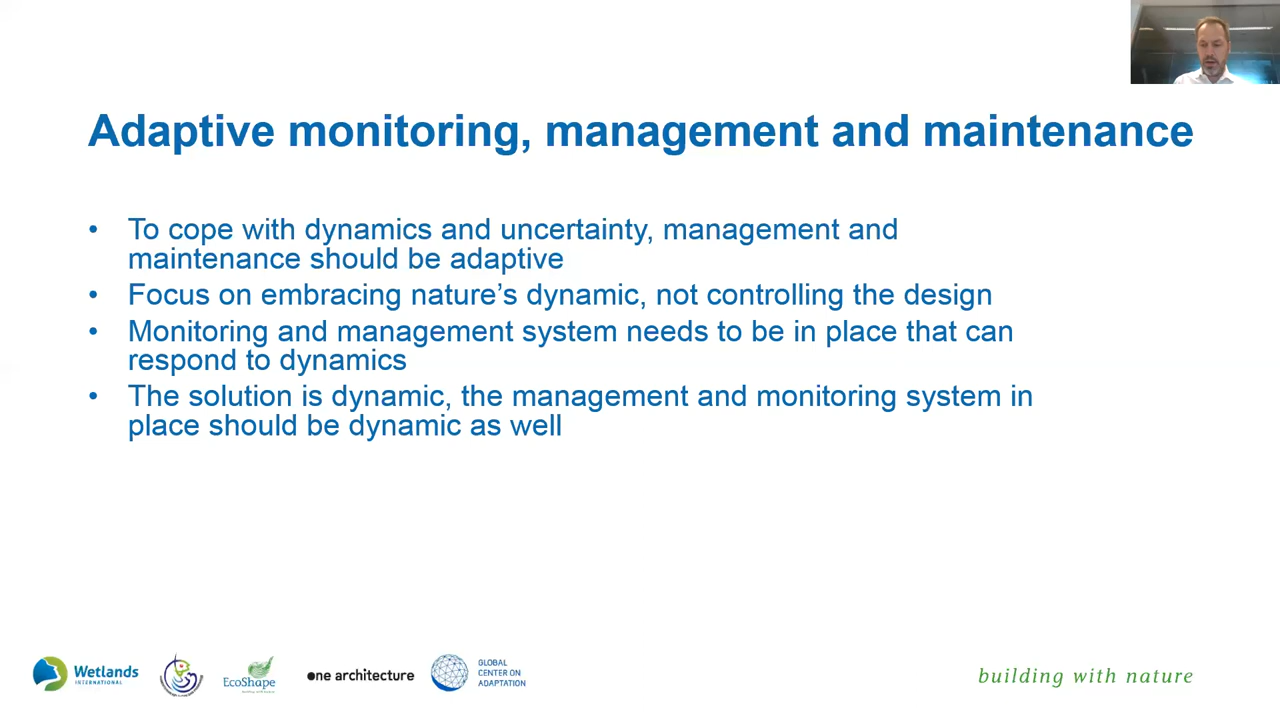 Adaptive monitoring, management and maintenance
• To cope with dynamics and uncertainty, management and
maintenance should be adaptive
• Focus on embracing nature’s dynamic, not controlling the design
• Monitoring and management system needs to be in place that can
respond to dynamics
• The solution is dynamic, the management and monitoring system in
place should be dynamic as well
Wetlands
INTERNATIONAL
EcoShape
one architecture
GLOBAL
CENTER ON
ADAPTATION
building with nature